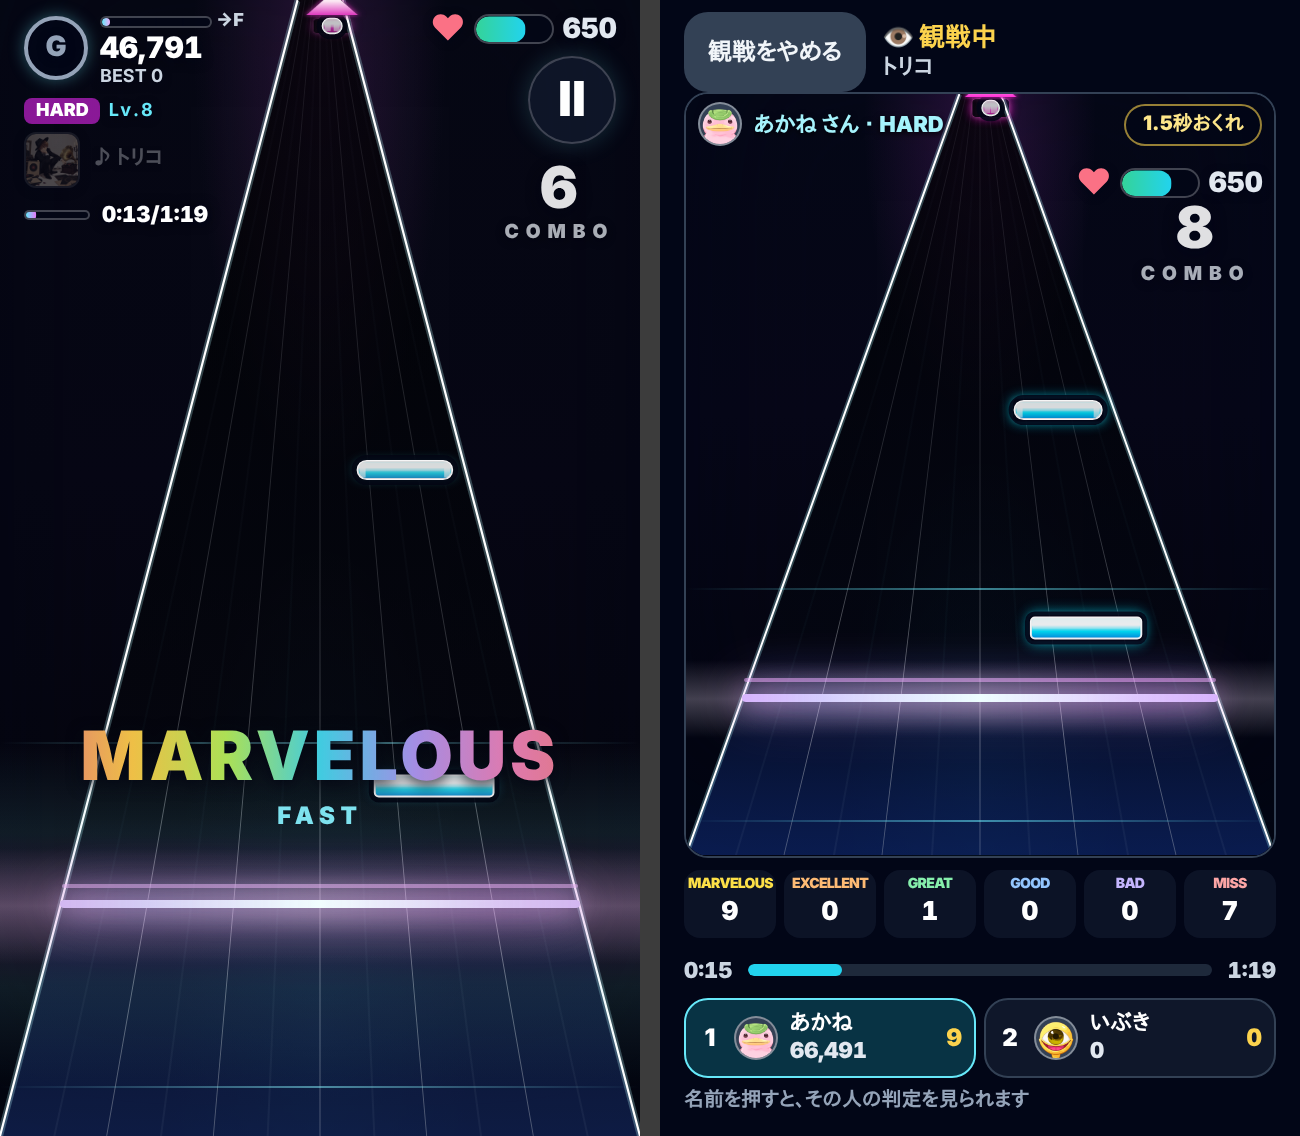 G
→F
46,791
BEST 0
HARD Lv.8
♪ トリコ
0:13/1:19
650
6
COMBO
MARVELOUS
FAST
観戦をやめる
観戦中
トリコ
あかね さん・HARD
1.5秒おくれ
650
8
COMBO
MARVELOUS
9
EXCELLENT
0
GREAT
1
GOOD
0
BAD
0
MISS
7
0:15
1:19
1
あかね
66,491
9
2
いぶき
0
0
名前を押すと、その人の判定を見られます